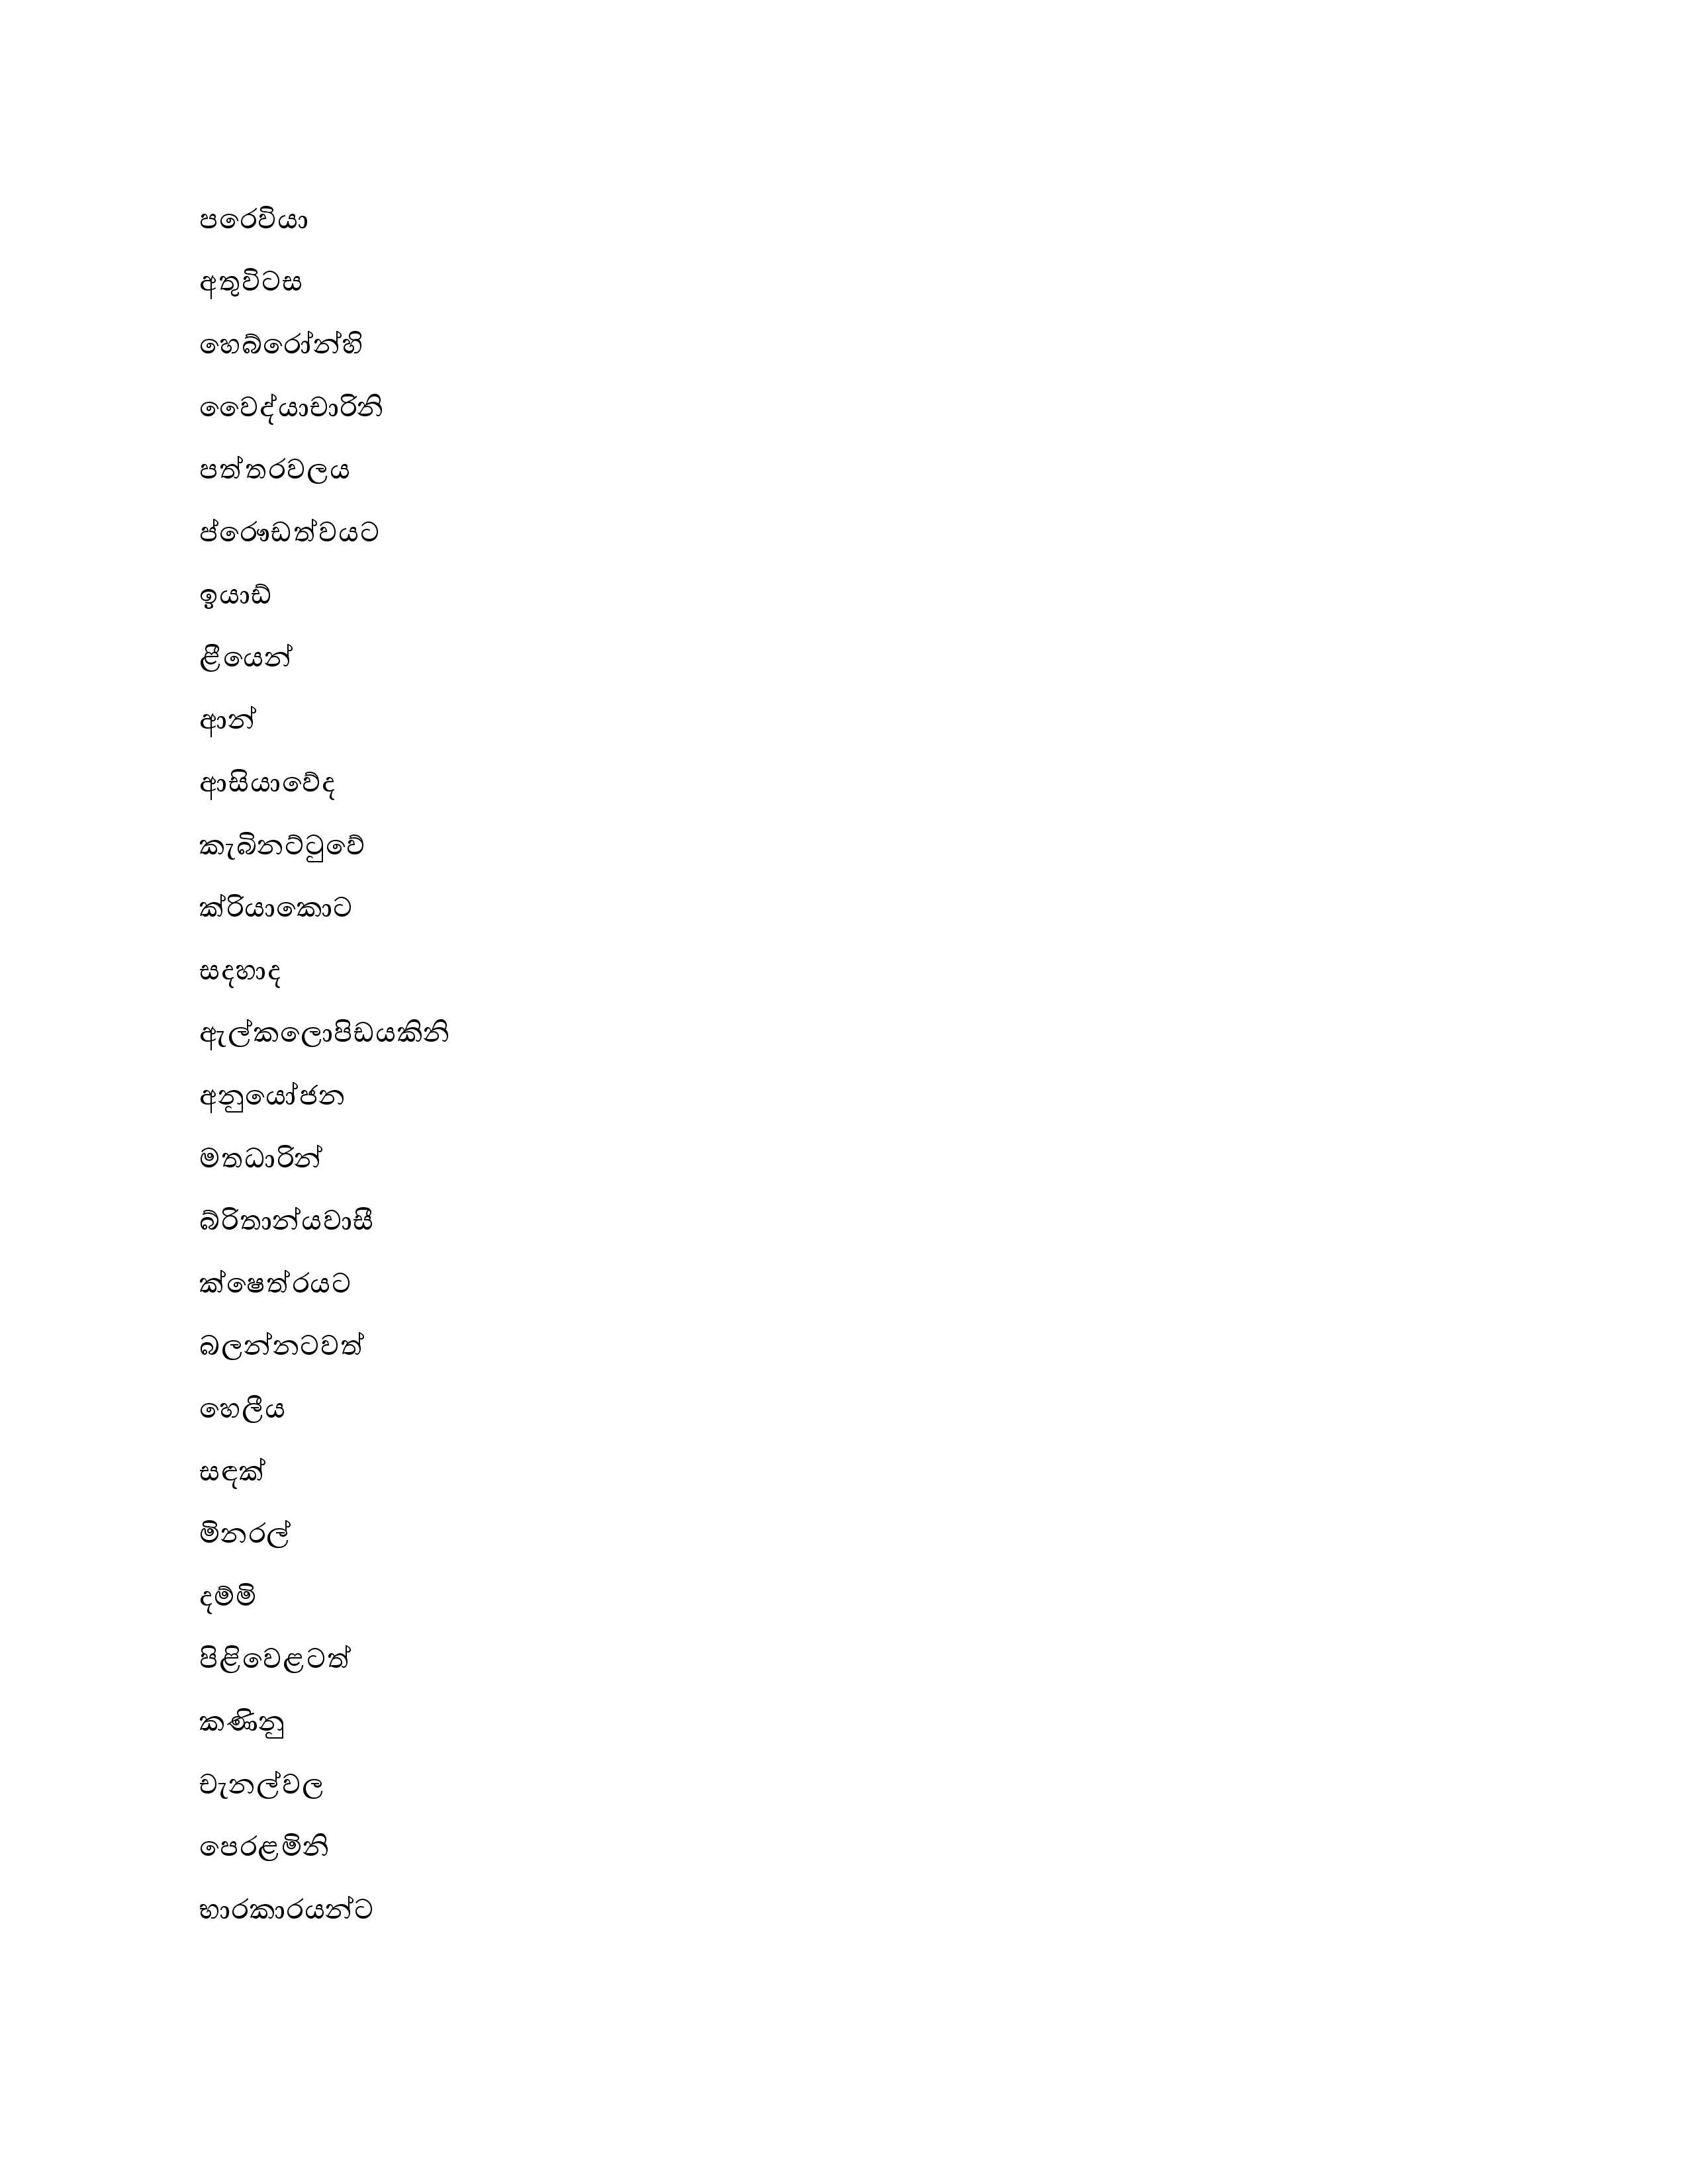 පරෙවියා
අතුවිටස
හෙබ්රෝන්හි
වෛද්යාචාරිනි
පත්තරවලය
ප්රෞඩත්වයට
ඉයාඩ්
ළීයෙන්
ආන්
ආසියාවේද
කැබිනට්ටුවේ
ක්රියාකොට
සදහාද
ඇල්කලොපිඩයකිනි
අනුයෝජන
මතධාරින්
බ්රිතාන්යවාසී
ක්ෂෙත්රයට
බලන්නටවත්
හෙලීය
සඳක්
මිනරල්
දම්මි
පිළිවෙළටත්
කණිනු
චැනල්වල
පෙරළමිනි
භාරකාරයන්ට